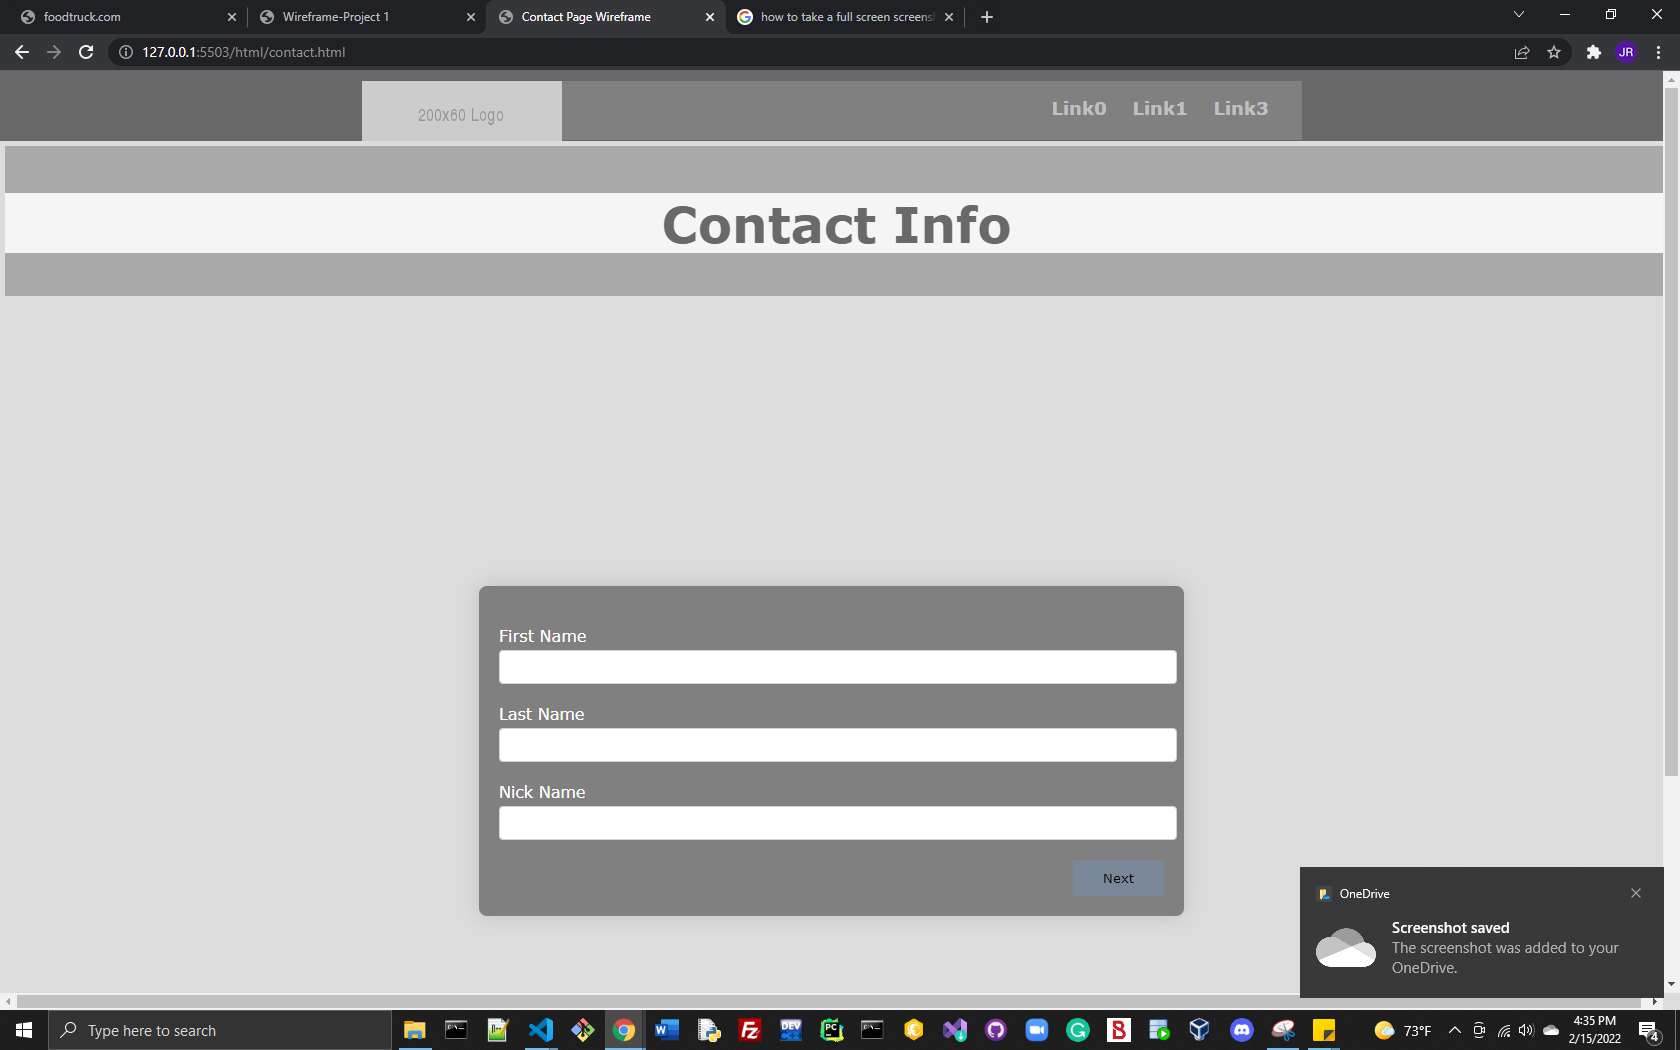 foodtruck.com
Wireframe-Project 1
Contact Page Wireframe
how to take a full screen screens
127.0.0.1:5503/html/contact.html
JR
200x60 Logo
Link0 Link1 Link3
Contact Info
First Name
Last Name
Nick Name
Next
OneDrive
Screenshot saved
The screenshot was added to your
OneDrive.
Type here to search
DEV
C++
PC
73°F
4:35 PM
2/15/2022
4